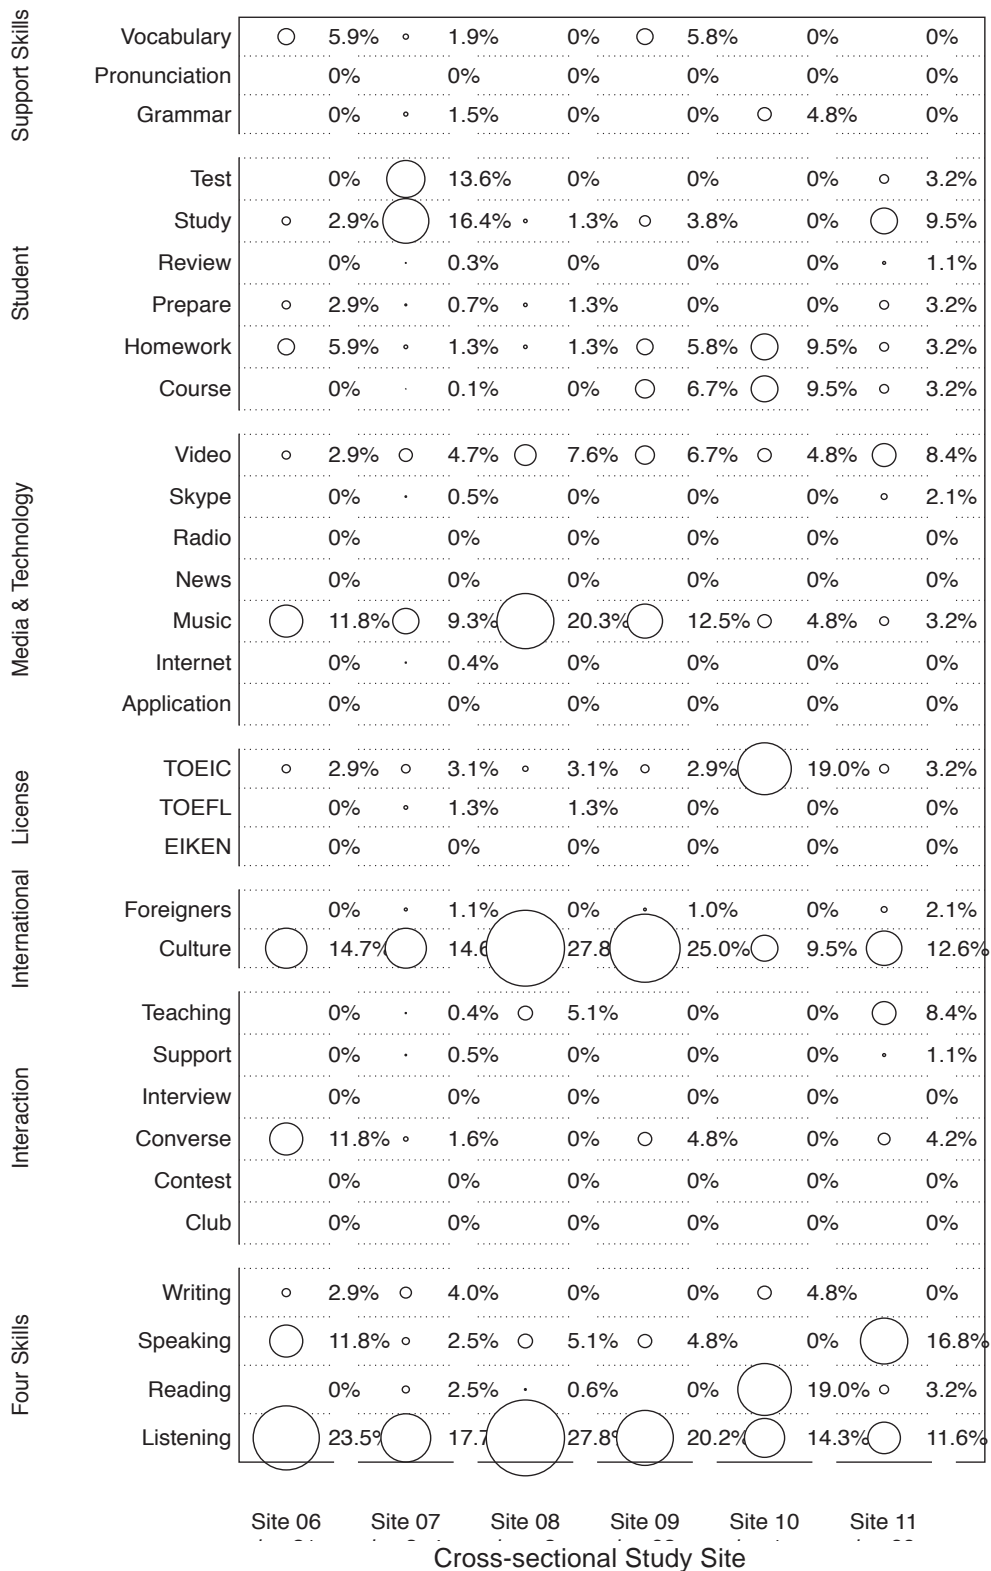 Support Skills
Vocabulary 5.9% 1.9% 0% 5.8% 0% 0%
Pronunciation 0% 0% 0% 0% 0% 0%
Grammar 0% 1.5% 0% 0% 4.8% 0%
Student
Test 0% 13.6% 0% 0% 0% 3.2%
Study 2.9% 16.4% 1.3% 3.8% 0% 9.5%
Review 0% 0.3% 0% 0% 0% 1.1%
Prepare 2.9% 0.7% 1.3% 0% 0% 3.2%
Homework 5.9% 1.3% 1.3% 5.8% 9.5% 3.2%
Course 0% 0.1% 0% 6.7% 9.5% 3.2%
Media & Technology
Video 2.9% 4.7% 7.6% 6.7% 4.8% 8.4%
Skype 0% 0.5% 0% 0% 0% 2.1%
Radio 0% 0% 0% 0% 0% 0%
News 0% 0% 0% 0% 0% 0%
Music 11.8% 9.3% 20.3% 12.5% 4.8% 3.2%
Internet 0% 0.4% 0% 0% 0% 0%
Application 0% 0% 0% 0% 0% 0%
License
TOEIC 2.9% 3.1% 3.1% 2.9% 19.0% 3.2%
TOEFL 0% 1.3% 1.3% 0% 0% 0%
EIKEN 0% 0% 0% 0% 0% 0%
International
Foreigners 0% 1.1% 0% 1.0% 0% 2.1%
Culture 14.7% 14.6 27.8 25.0% 9.5% 12.6%
Interaction
Teaching 0% 0.4% 5.1% 0% 0% 8.4%
Support 0% 0.5% 0% 0% 0% 1.1%
Interview 0% 0% 0% 0% 0% 0%
Converse 11.8% 1.6% 0% 4.8% 0% 4.2%
Contest 0% 0% 0% 0% 0% 0%
Club 0% 0% 0% 0% 0% 0%
Four Skills
Writing 2.9% 4.0% 0% 0% 4.8% 0%
Speaking 11.8% 2.5% 5.1% 4.8% 0% 16.8%
Reading 0% 2.5% 0.6% 0% 19.0% 3.2%
Listening 23.5% 17.7 27.8% 20.2% 14.3% 11.6%
Site 06 Site 07 Site 08 Site 09 Site 10 Site 11
Cross-sectional Study Site